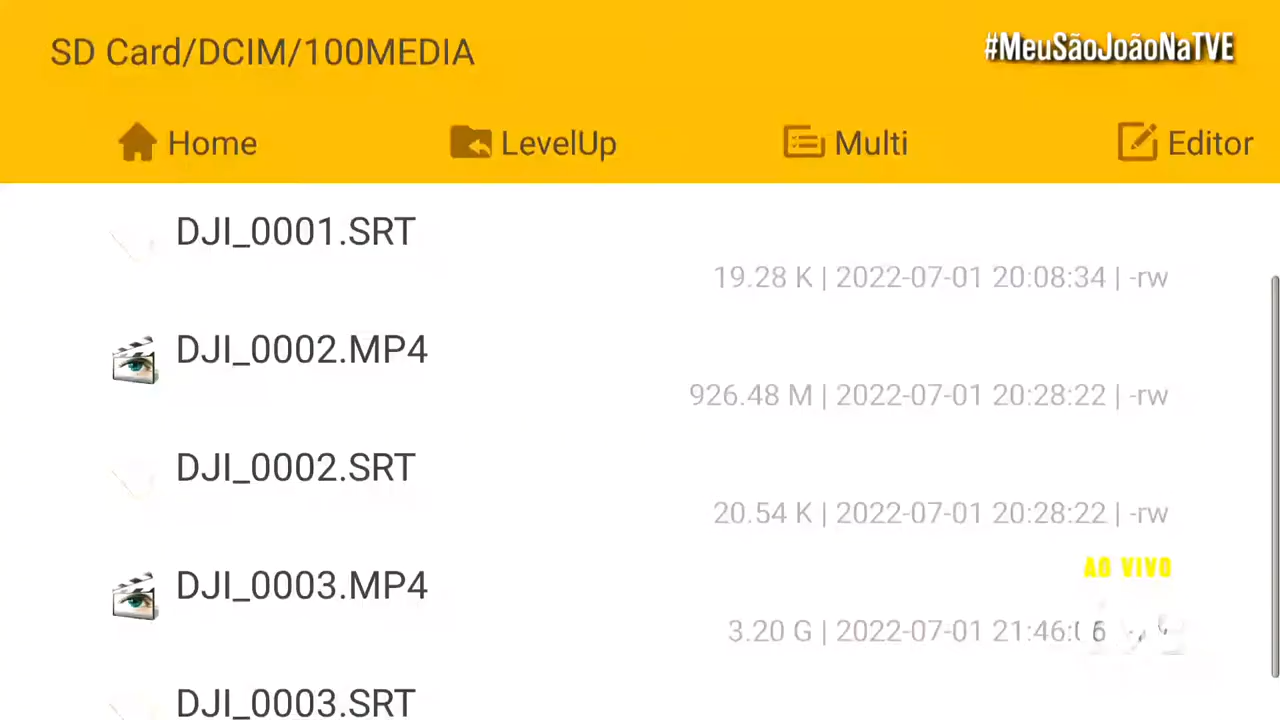 SD Card/DCIM/100MEDIA
#MeuSãoJoãoNaTVE
Home LevelUp Multi Editor
DJI_0001.SRT
19.28 K | 2022-07-01 20:08:34 | -rw
DJI_0002.MP4
926.48 M | 2022-07-01 20:28:22 | -rw
DJI_0002.SRT
20.54 K | 2022-07-01 20:28:22 | -rw
DJI_0003.MP4
AO VIVO
3.20 G | 2022-07-01 21:46:
DJI_0003.SRT